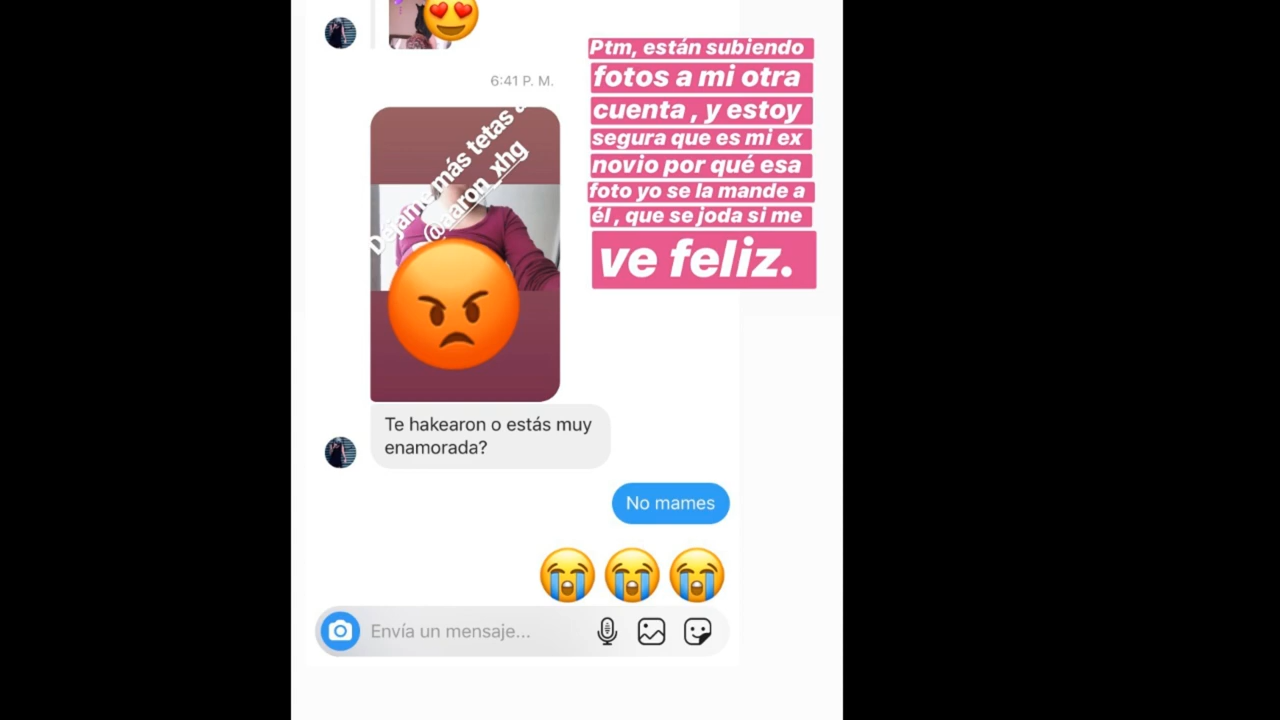 6:41 P. M.
Dejame más tetas a
@aaron_xhg
Te hakearon o estás muy
enamorada?
No mames
Envía un mensaje...
Ptm, están subiendo
fotos a mi otra
cuenta , y estoy
segura que es mi ex
novio por qué esa
foto yo se la mande a
él , que se joda si me
ve feliz.